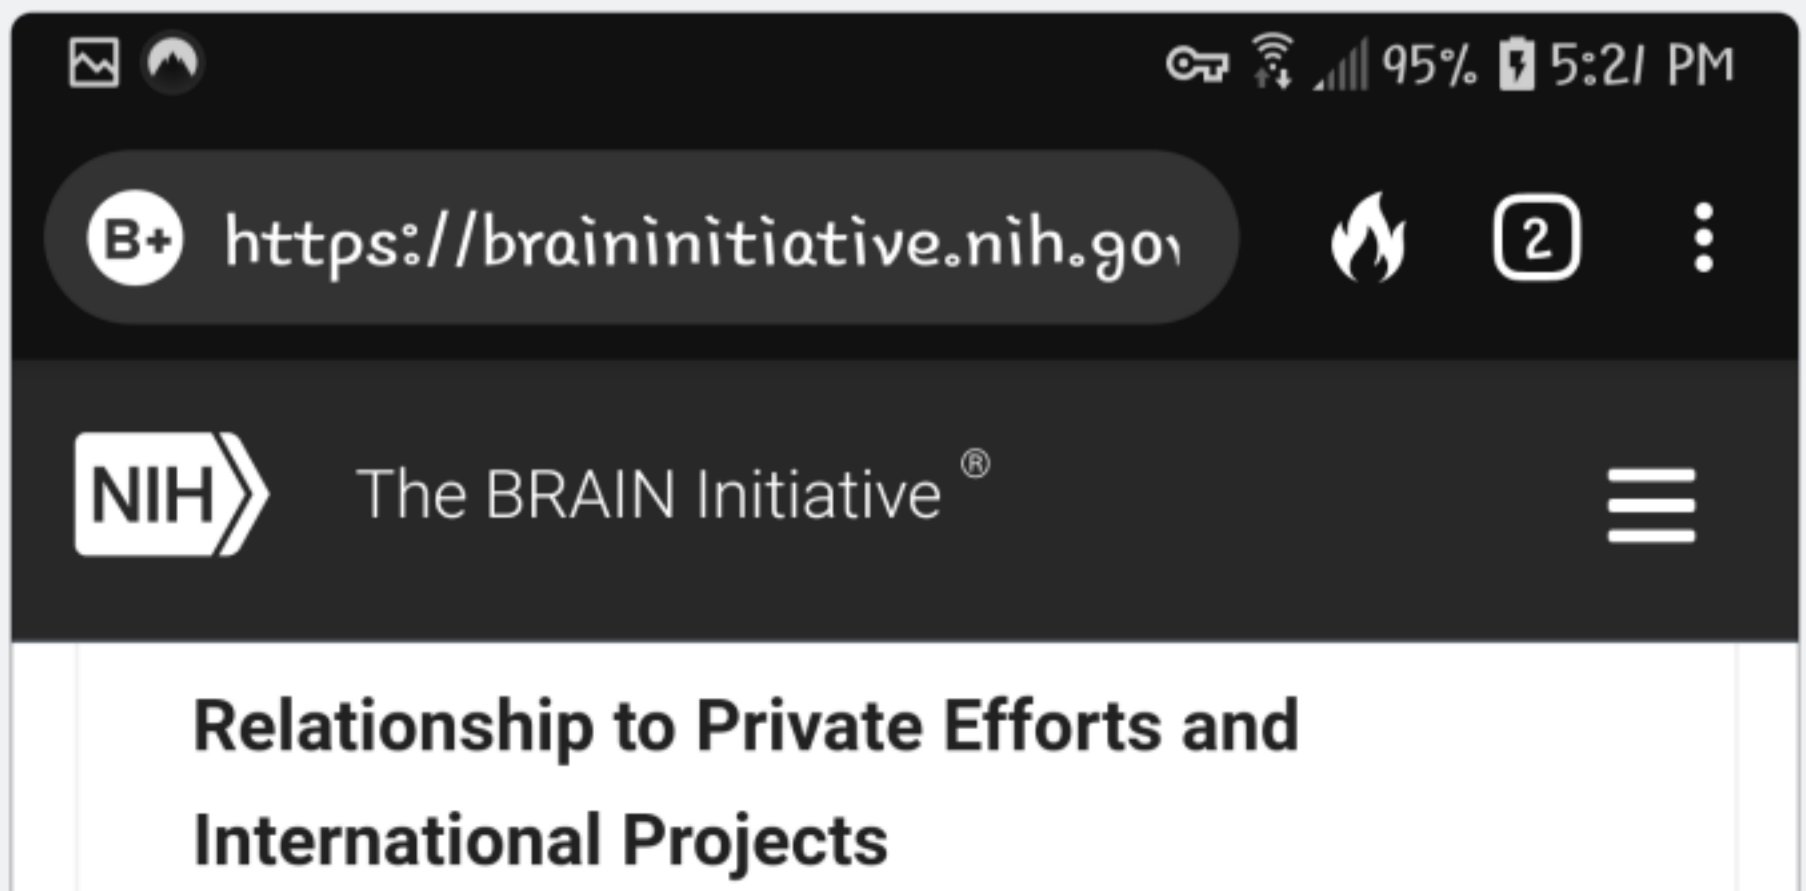 95% 5:21 PM
B+ https://braininitiative.nih.gov 2
NIH The BRAIN Initiative ®
Relationship to Private Efforts and
International Projects